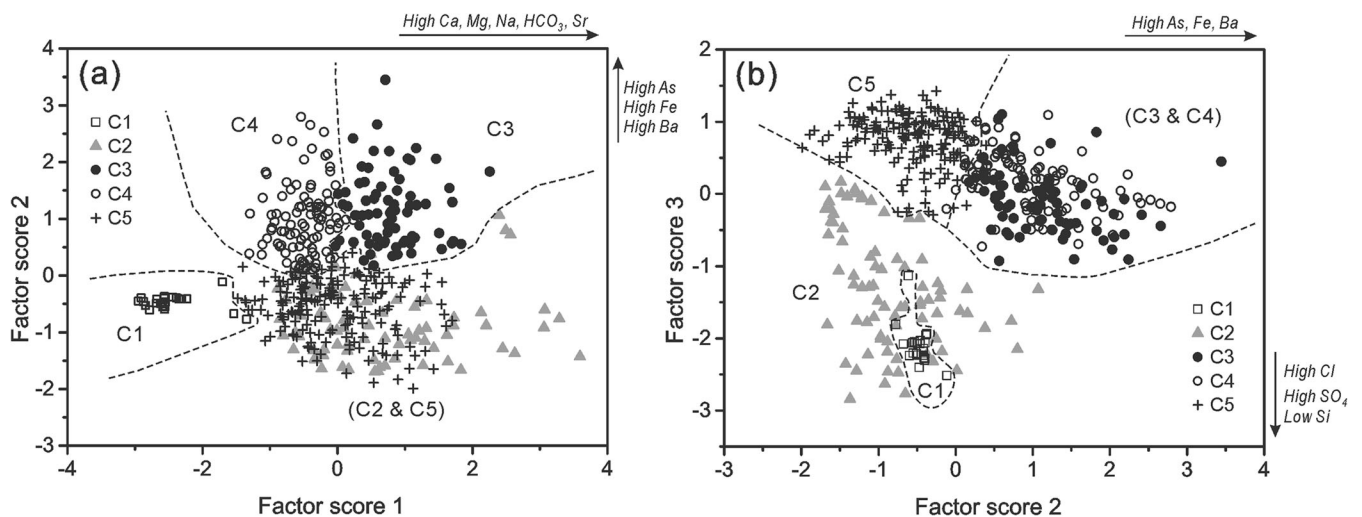 High Ca, Mg, Na, HCO3, Sr
(a)
C4
C3
High As
High Fe
High Ba
C1
C2
C3
C4
C5
C1
(C2 & C5)
4
3
2
1
0
-1
-2
-3
-4
-2
0
2
4
Factor score 2
Factor score 1
High As, Fe, Ba
(b)
C5
(C3 & C4)
C2
C1
C1
C2
C3
C4
C5
High Cl
High SO4
Low Si
2
1
0
-1
-2
-3
-3
-2
-1
0
1
2
3
4
Factor score 3
Factor score 2